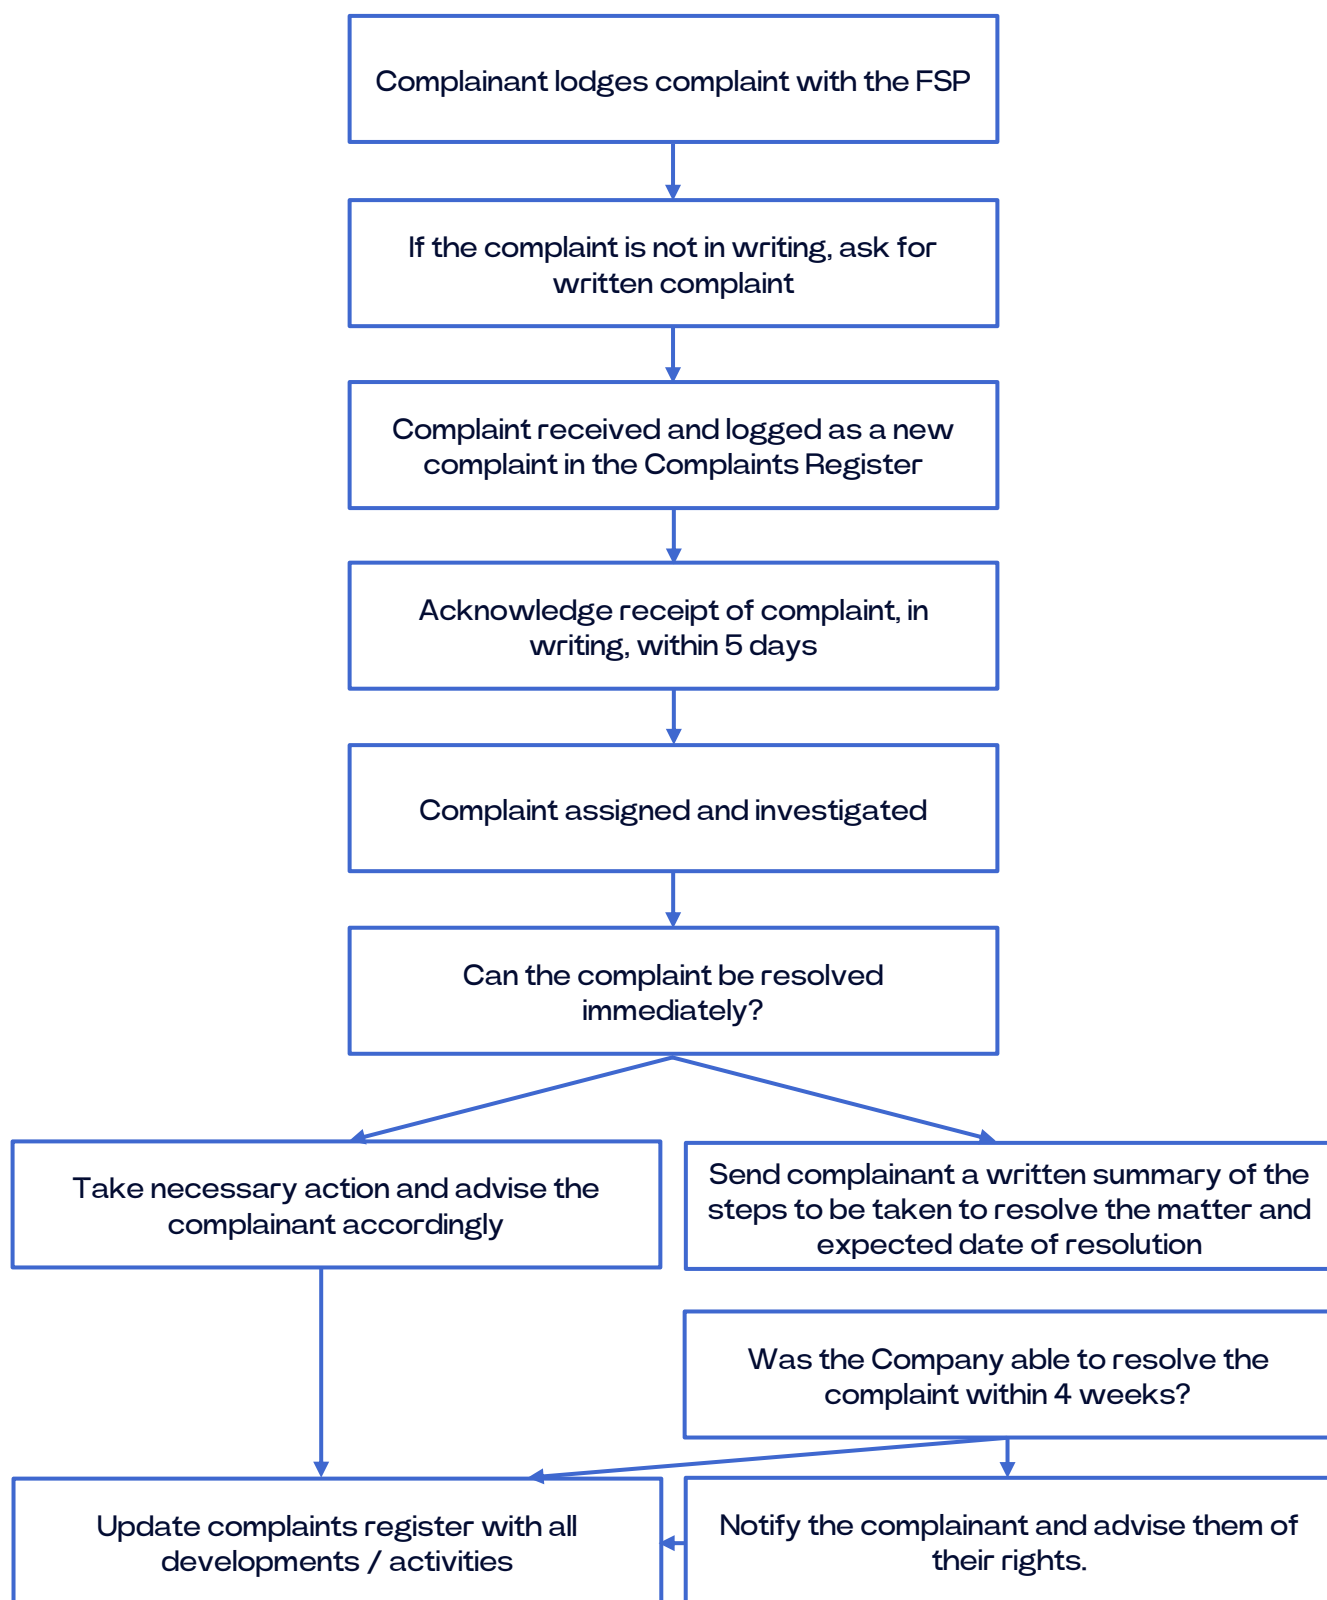 Complainant lodges complaint with the FSP
If the complaint is not in writing, ask for
written complaint
Complaint received and logged as a new
complaint in the Complaints Register
Acknowledge receipt of complaint, in
writing, within 5 days
Complaint assigned and investigated
Can the complaint be resolved
immediately?
Take necessary action and advise the
complainant accordingly
Send complainant a written summary of the
steps to be taken to resolve the matter and
expected date of resolution
Was the Company able to resolve the
complaint within 4 weeks?
Update complaints register with all
developments / activities
Notify the complainant and advise them of
their rights.